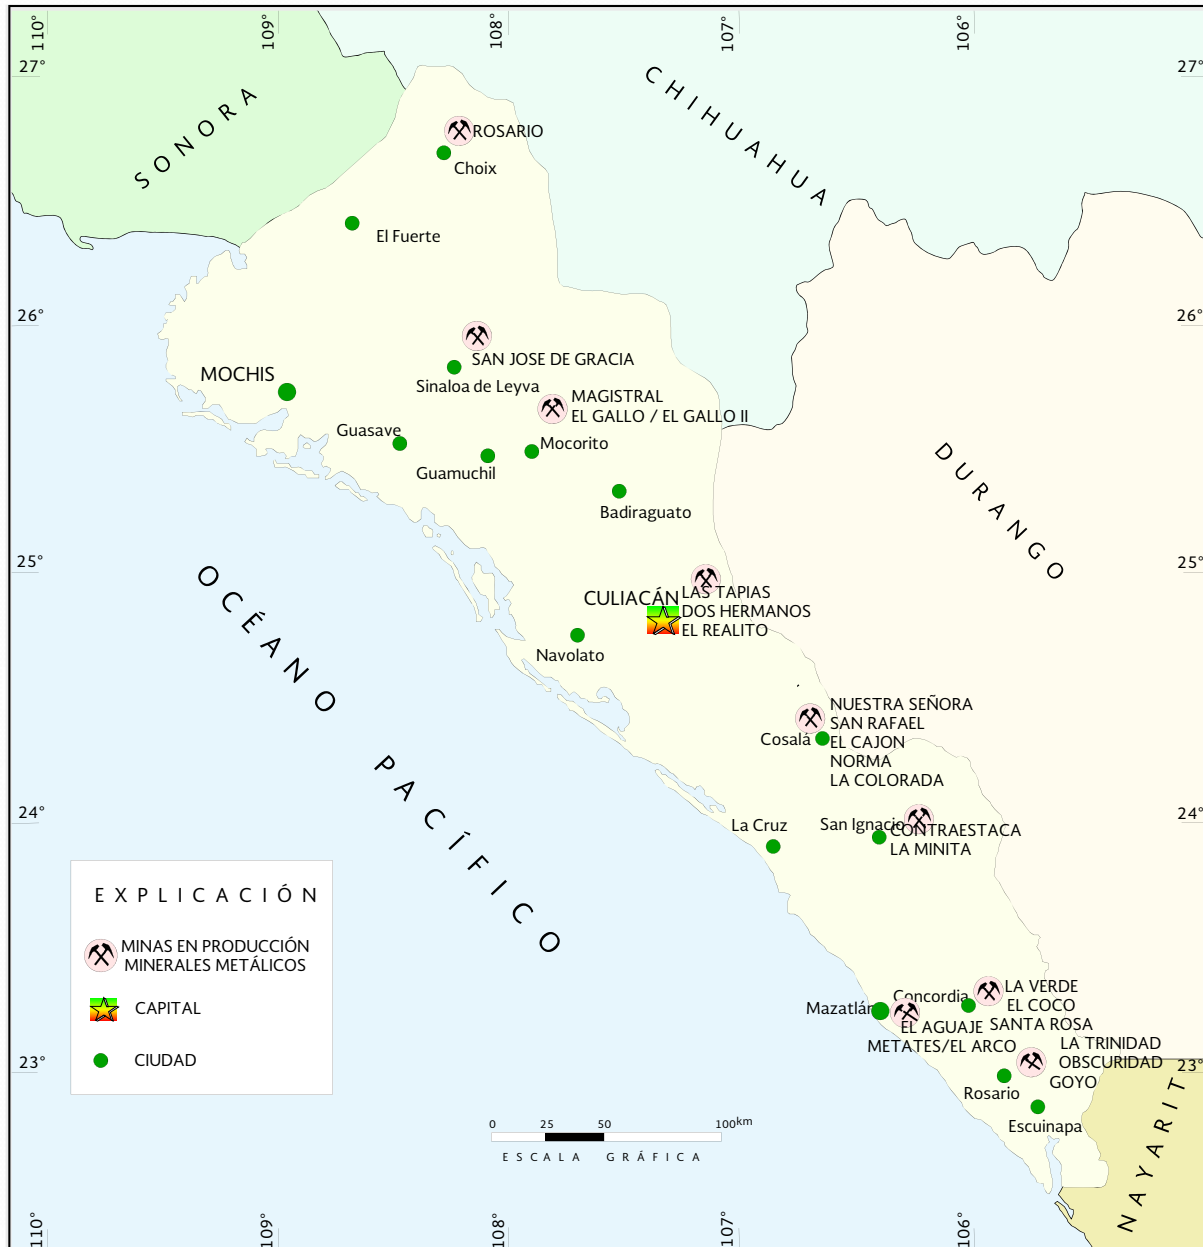 110°
109°
108°
107°
106°
27°
27°
SONORA
CHIHUAHUA
ROSARIO
Choix
El Fuerte
26°
26°
SAN JOSE DE GRACIA
MOCHIS
Sinaloa de Leyva
MAGISTRAL
EL GALLO / EL GALLO II
Guasave
Mocorito
Guamuchil
Badiraguato
DURANGO
25°
25°
CULIACÁN
LAS TAPIAS
DOS HERMANOS
EL REALITO
Navolato
OCÉANO PACÍFICO
NUESTRA SEÑORA
SAN RAFAEL
Cosalá
EL CAJON
NORMA
LA COLORADA
24°
24°
La Cruz
San Ignacio
CONTRAESTACA
LA MINITA
EXPLICACIÓN
MINAS EN PRODUCCIÓN
MINERALES METÁLICOS
CAPITAL
CIUDAD
Mazatlán
Concordia
LA VERDE
EL COCO
SANTA ROSA
EL AGUAJE
METATES/EL ARCO
LA TRINIDAD
OBSCURIDAD
GOYO
23°
23°
Rosario
Escuinapa
NAYARIT
0 25 50 100km
ESCALA GRÁFICA
110°
109°
108°
107°
106°